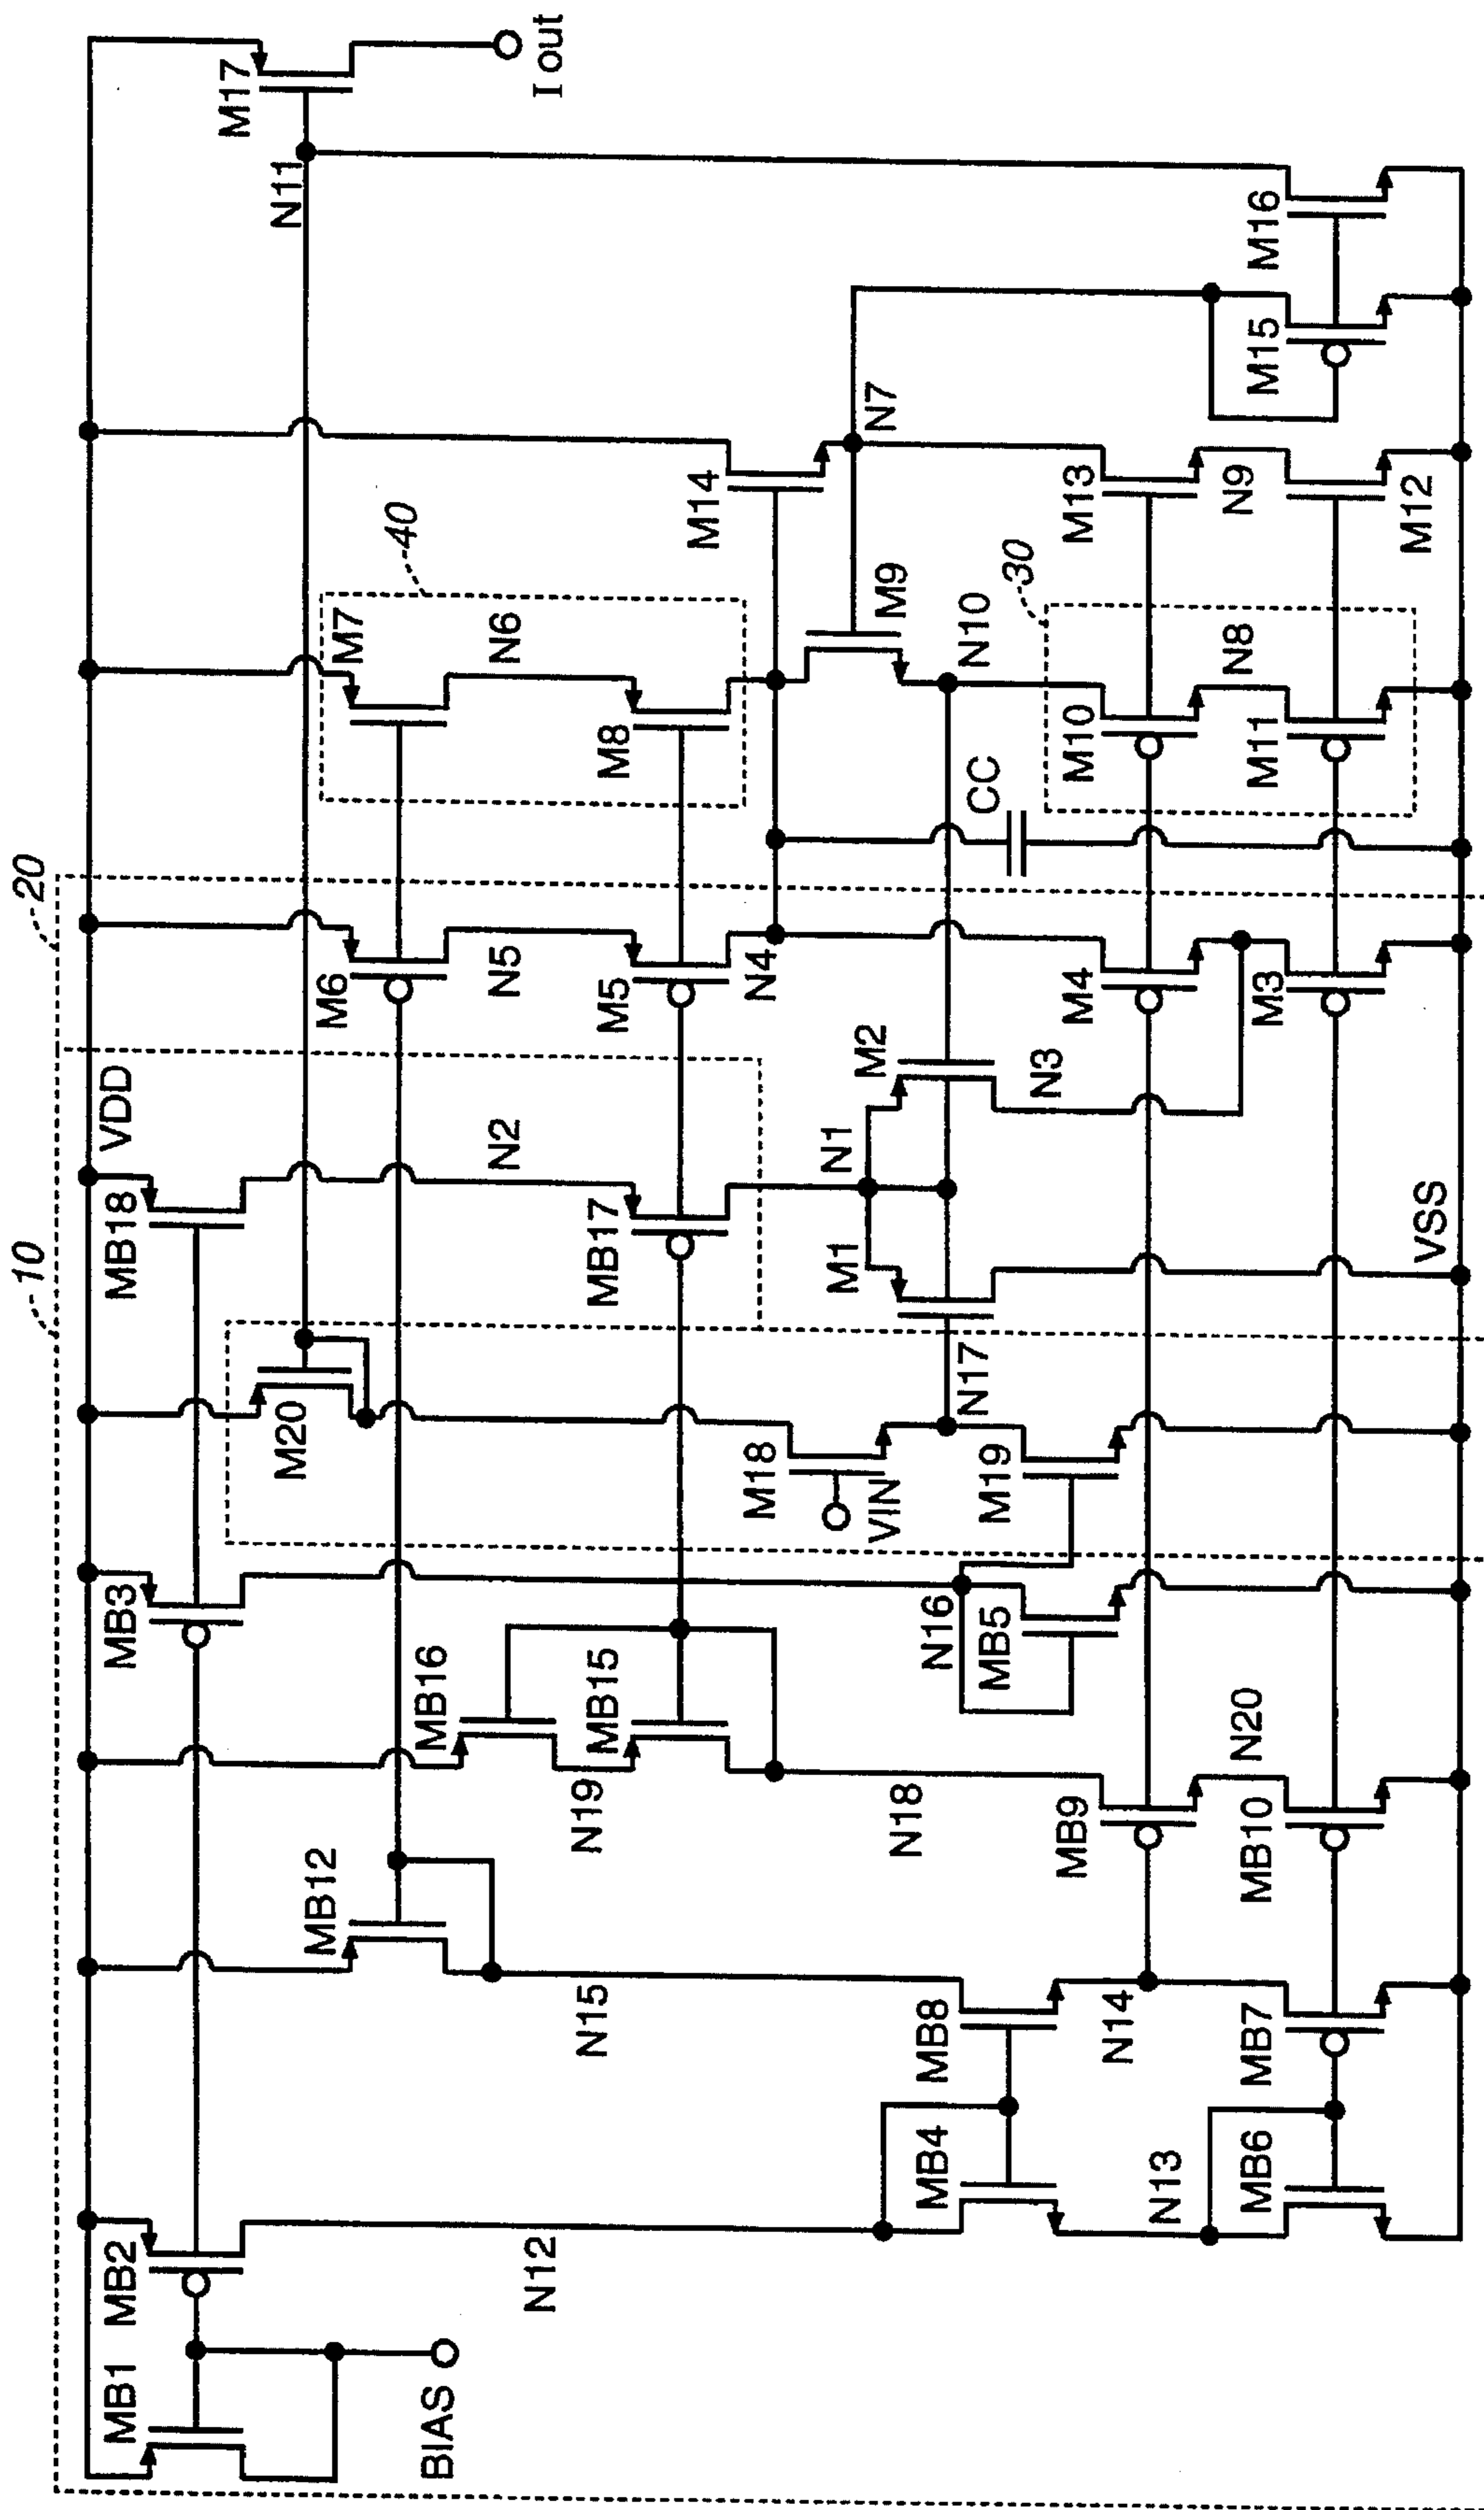 10
20
VDD
MB1
MB2
MB3
MB18
M17
M20
N11
I out
BIAS
MB12
MB16
M6
M7
40
N2
N5
N6
N12
N15
N19
MB15
MB17
M5
M8
M14
M18
VIN
N4
N7
N1
M1
M2
M9
N18
N16
N17
N10
MB4
MB8
MB5
M19
N3
CC
30
N14
MB9
M4
M10
M13
N13
N20
N8
N9
MB6
MB7
MB10
M3
M11
M15
M16
VSS
M12